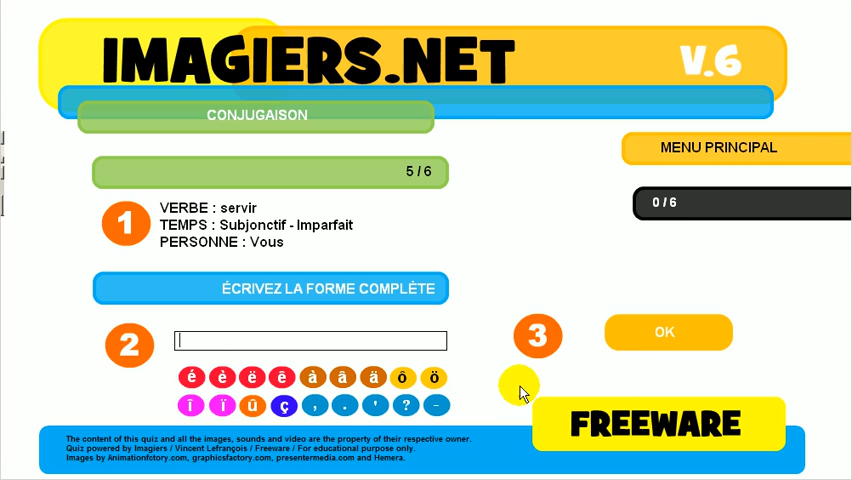 IMAGIERS.NET
V.6
CONJUGAISON
MENU PRINCIPAL
5 / 6
0 / 6
1
VERBE : servir
TEMPS : Subjonctif - Imparfait
PERSONNE : Vous
ÉCRIVEZ LA FORME COMPLÈTE
2
3
OK
é è ë ê à â ä ô ö
î ï û ç , . ' ? -
FREEWARE
The content of this quiz and all the images, sounds and video are the property of their respective owner.
Quiz powered by Imagiers / Vincent Lefrançois / Freeware / For educational purpose only.
Images by Animationfctory.com, graphicsfactory.com, presentermedia.com and Hemera.